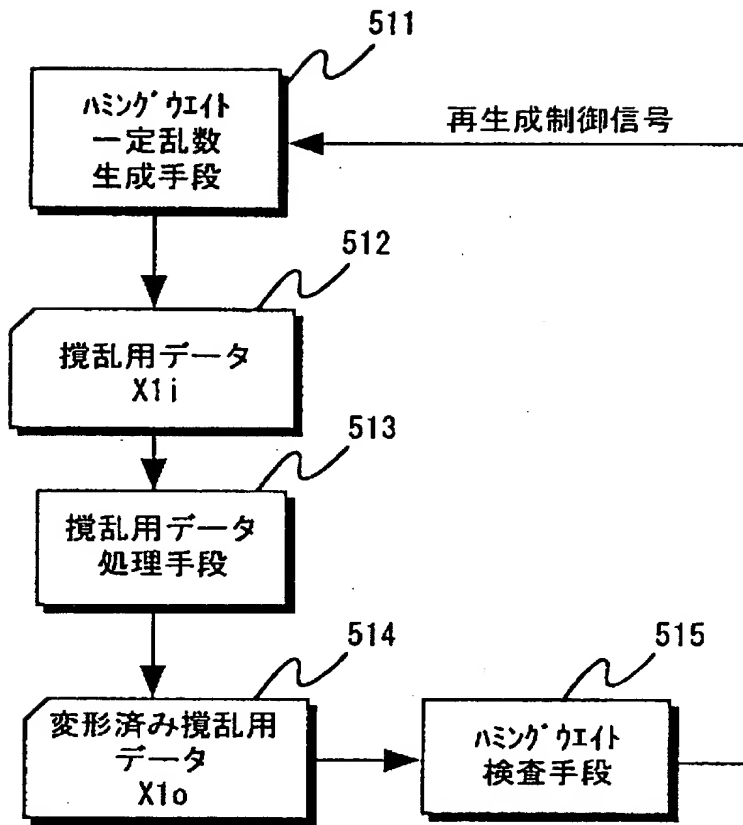 511
ﾊﾐﾝｸﾞｳｴｲﾄ
一定乱数
生成手段
再生成制御信号
512
撹乱用データ
X1i
513
撹乱用データ
処理手段
514
変形済み撹乱用
データ
X1o
515
ﾊﾐﾝｸﾞｳｴｲﾄ
検査手段